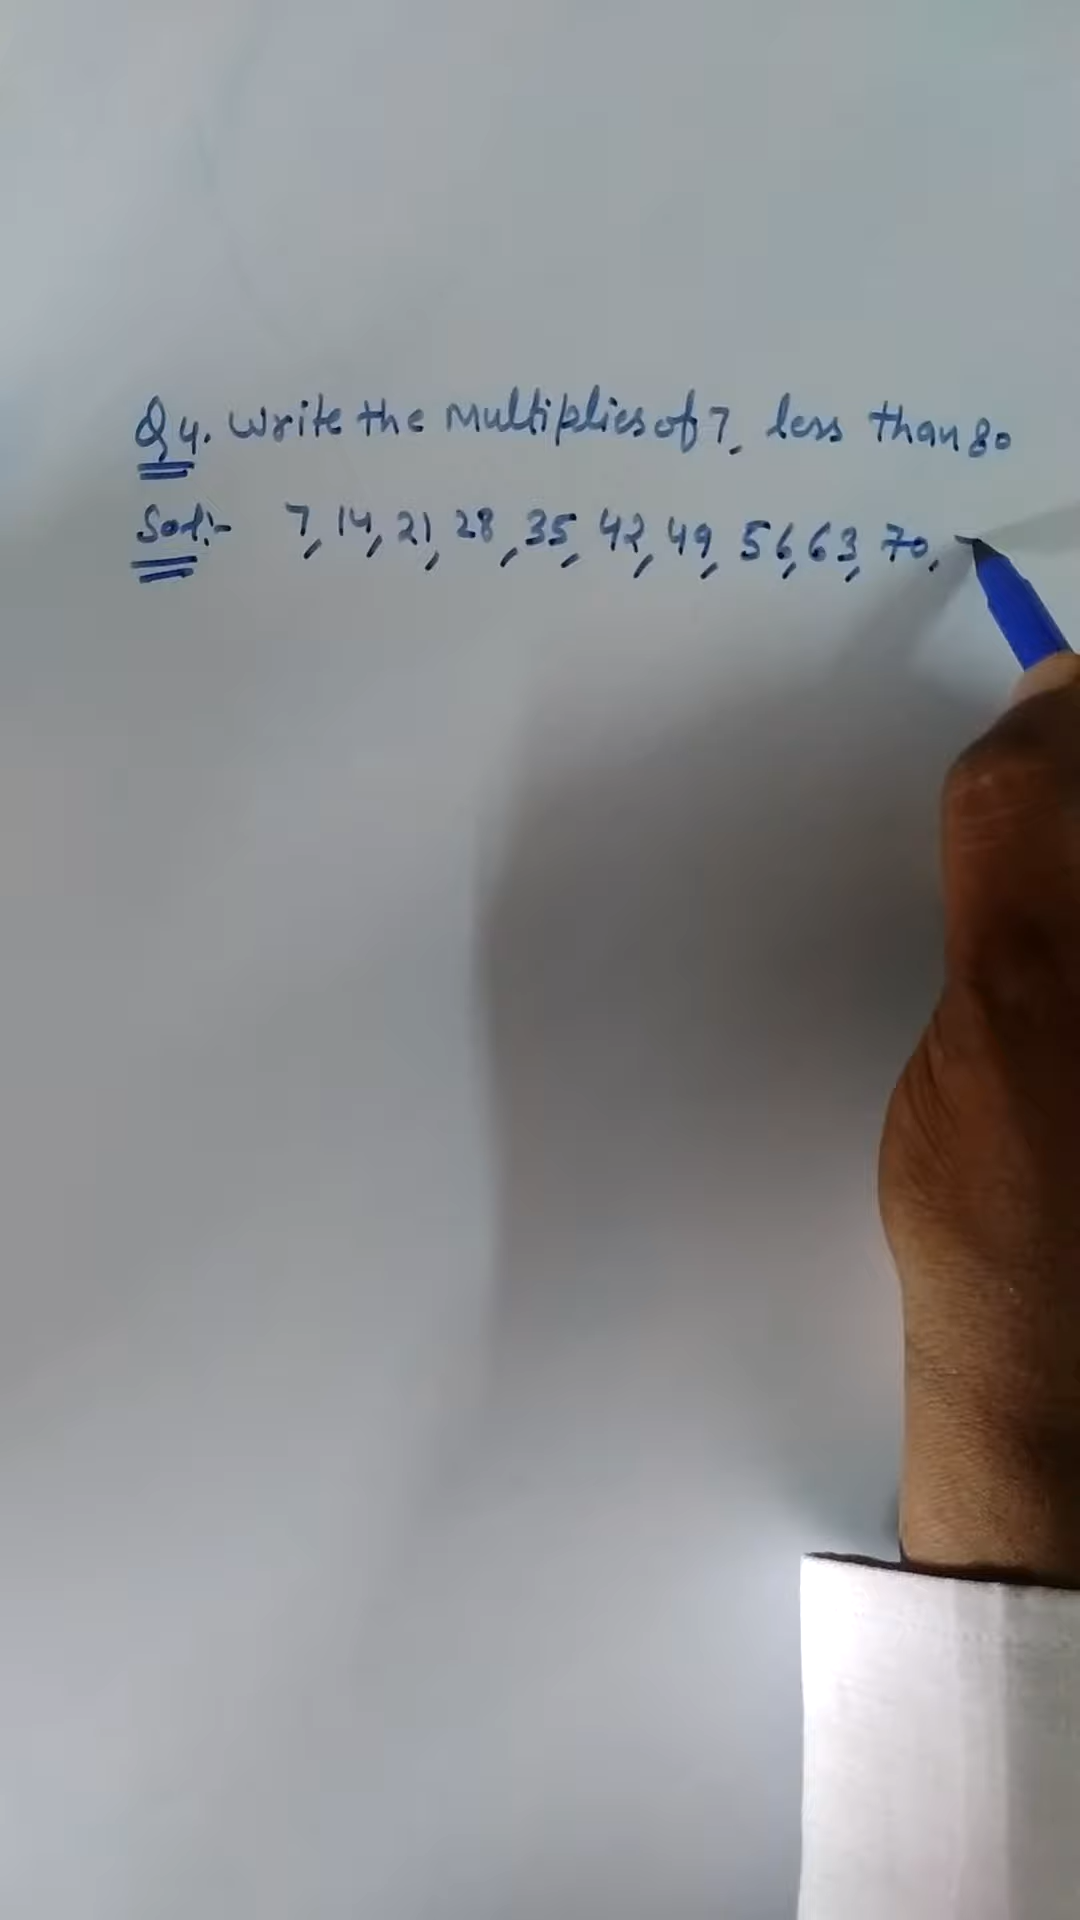 Q4. Write the Multiplies of 7, less than 80
Sol:- 7, 14, 21, 28, 35, 42, 49, 56, 63, 70,